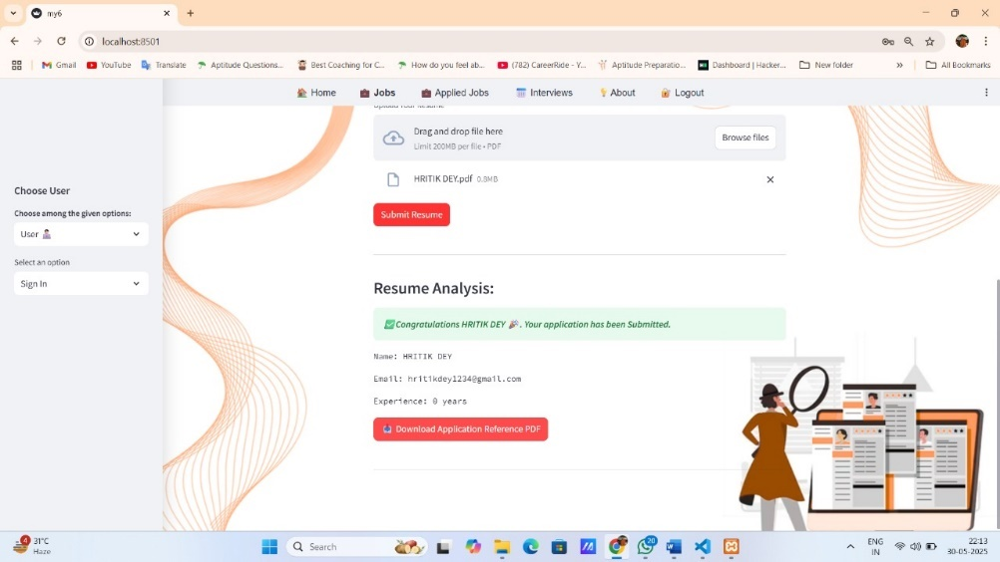 my6
localhost:8501
Gmail
YouTube
Translate
Aptitude Questions...
Best Coaching for C...
How do you feel ab...
(782) CareerRide - Y...
Aptitude Preparatio...
Dashboard | Hacker...
New folder
»
All Bookmarks
Home
Jobs
Applied Jobs
Interviews
About
Logout
Choose User
Choose among the given options:
User
Select an option
Sign In
Upload Your Resume
Drag and drop file here
Limit 200MB per file • PDF
Browse files
HRITIK DEY.pdf 0.8MB
Submit Resume
Resume Analysis:
Congratulations HRITIK DEY 🎉. Your application has been Submitted.
Name: HRITIK DEY
Email: hritikdey1234@gmail.com
Experience: 0 years
Download Application Reference PDF
4
31°C
Haze
Search
20
ENG
IN
22:13
30-05-2025